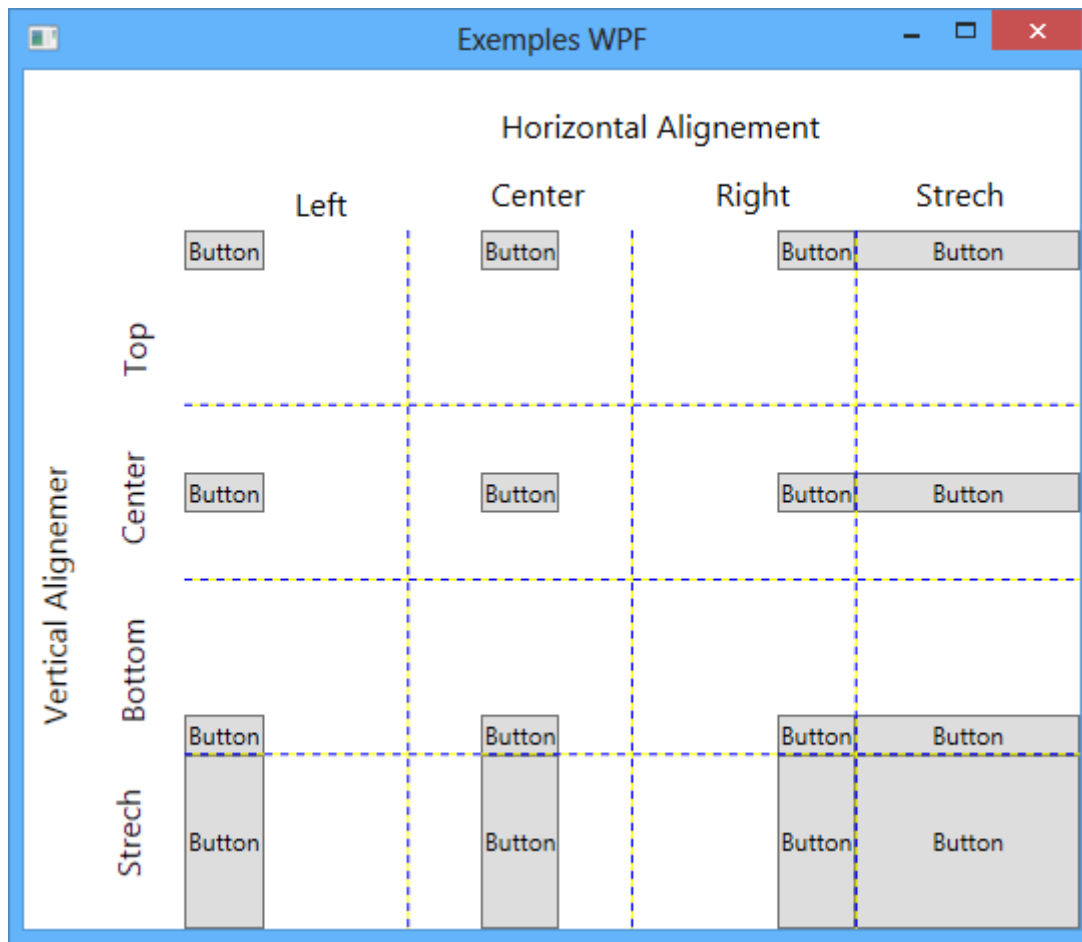 Exemples WPF
Horizontal Alignement
Left Center Right Strech
Button Button Button Button
Top
Button Button Button Button
Center
Vertical Alignemer
Bottom
Button Button Button Button
Strech
Button Button Button Button